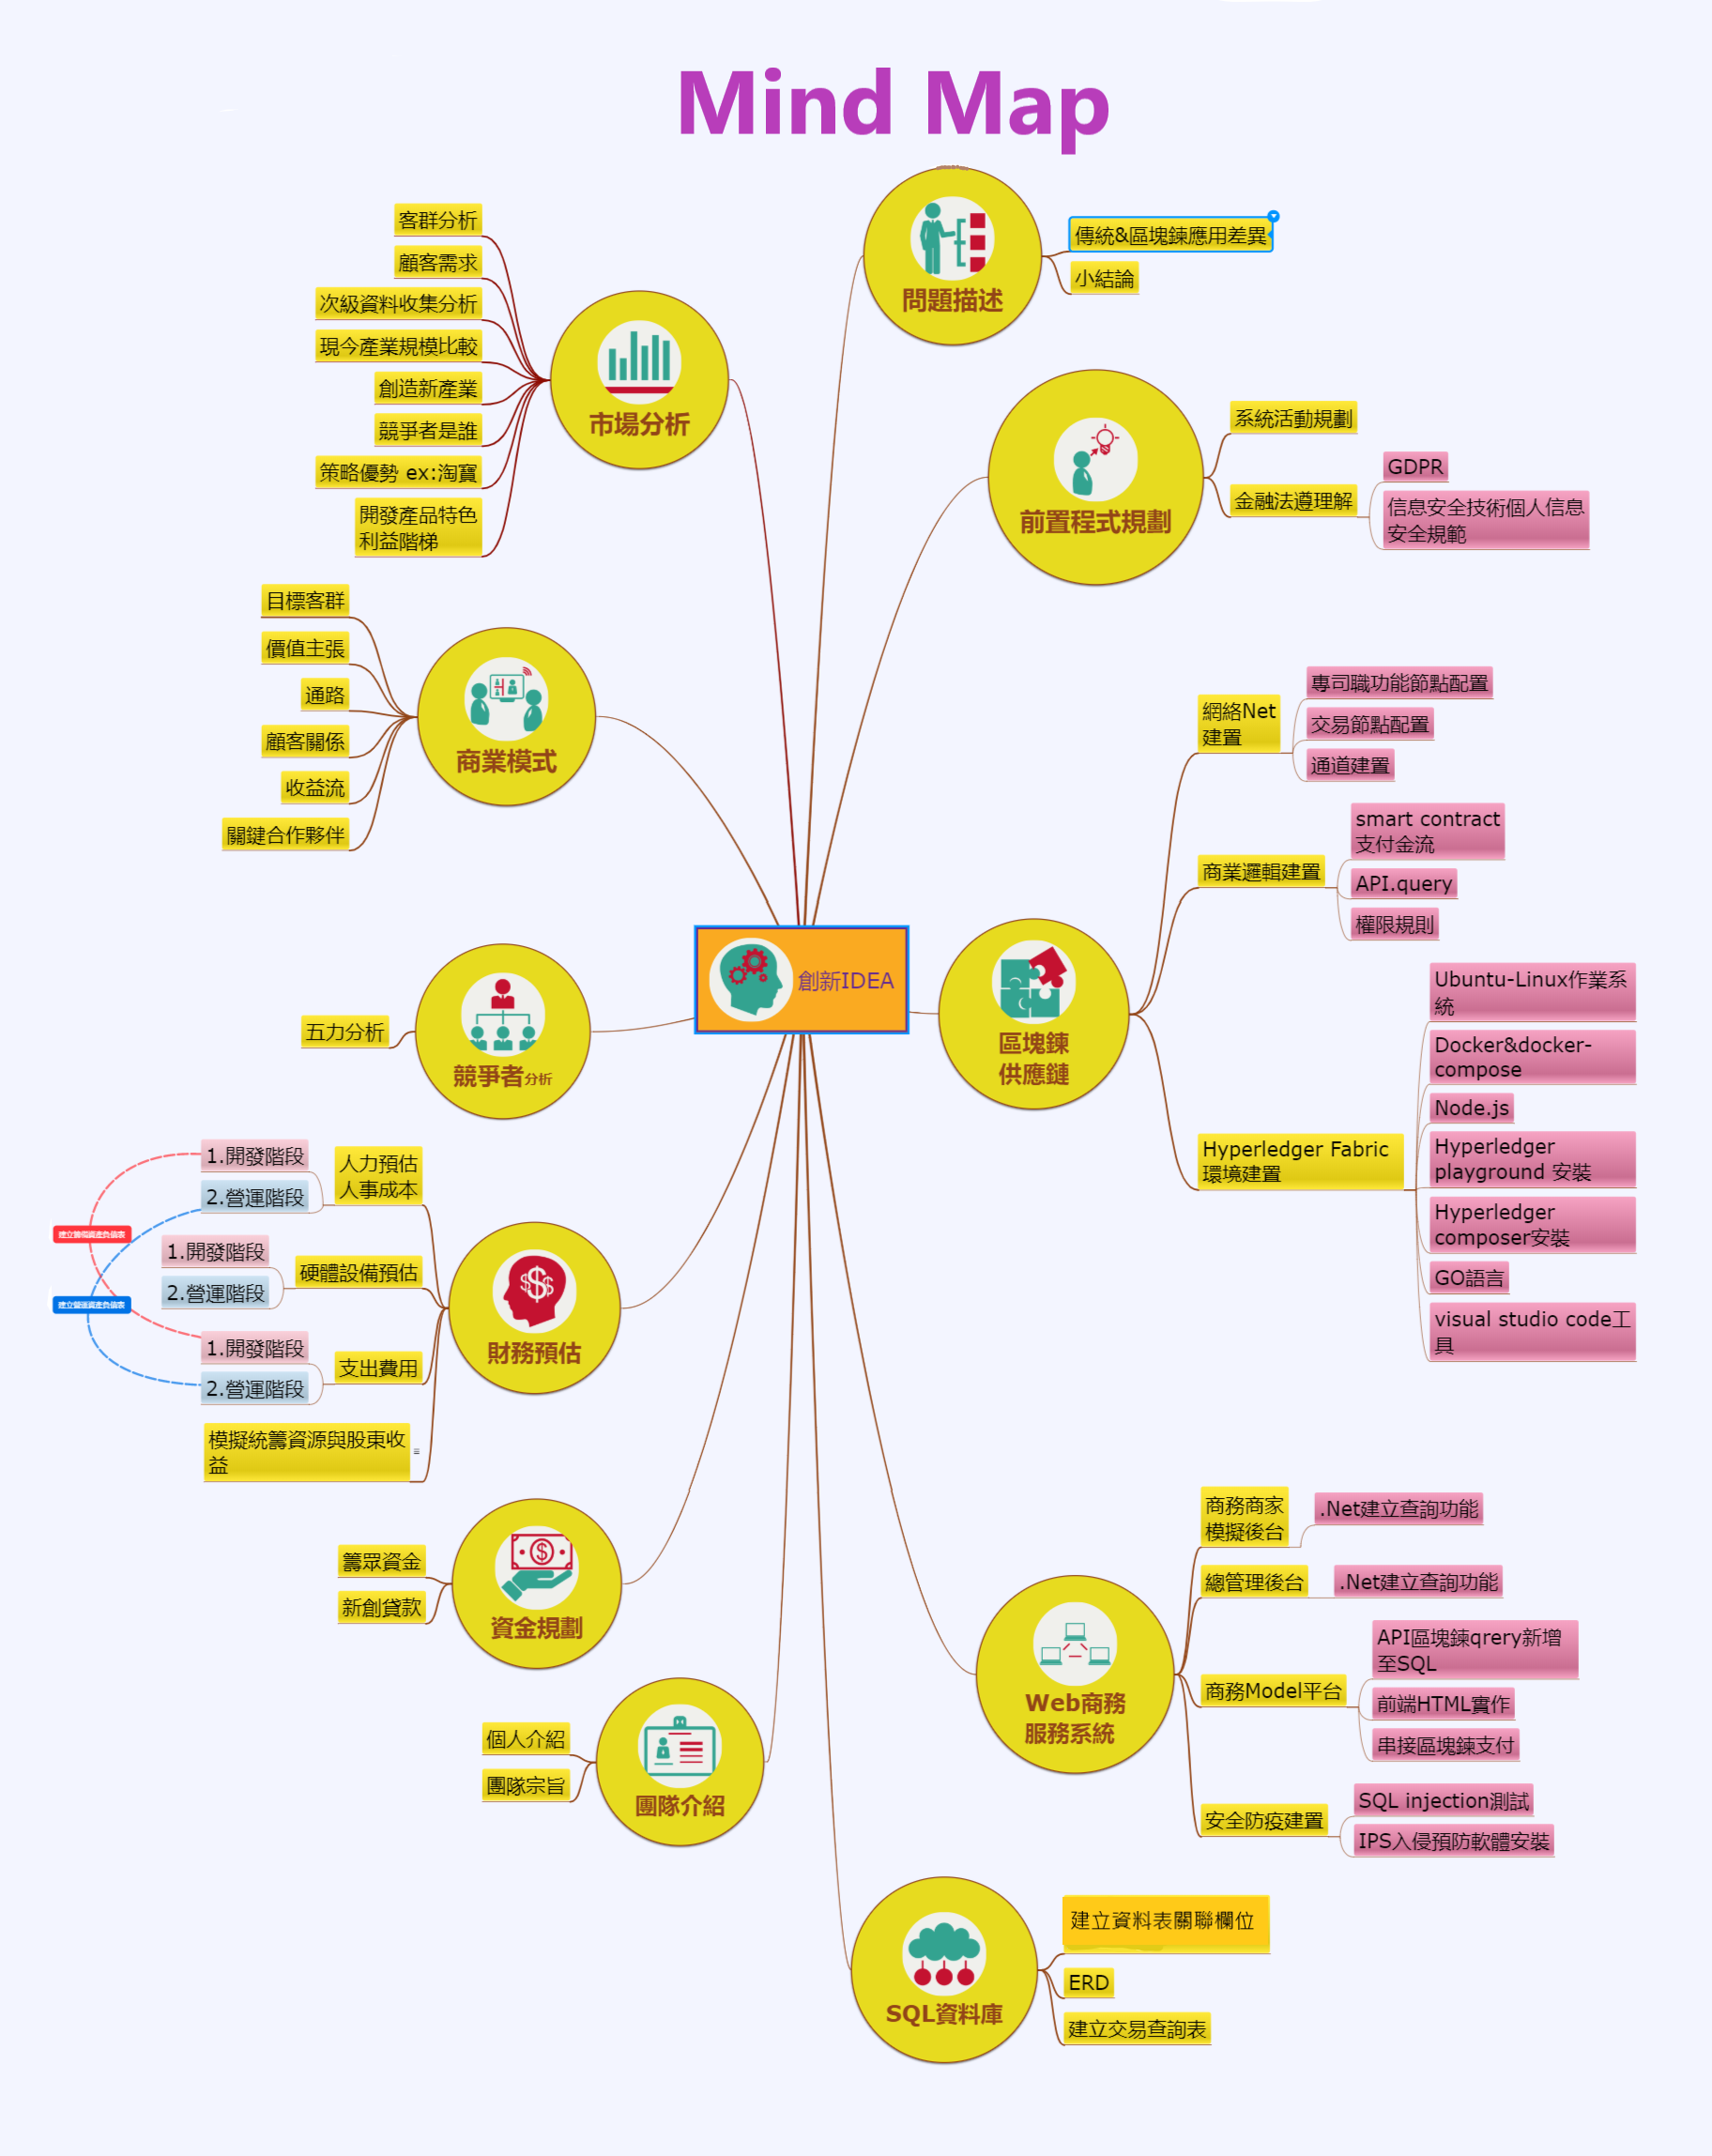 Mind Map
問題描述
傳統&區塊鍊應用差異
小結論
前置程式規劃
系統活動規劃
金融法遵理解
GDPR
信息安全技術個人信息
安全規範
區塊鍊
供應鏈
網絡Net
建置
專司職功能節點配置
交易節點配置
通道建置
商業邏輯建置
smart contract
支付金流
API.query
權限規則
Hyperledger Fabric
環境建置
Ubuntu-Linux作業系
統
Docker&docker-
compose
Node.js
Hyperledger
playground 安裝
Hyperledger
composer安裝
GO語言
visual studio code工
具
Web商務
服務系統
商務商家
模擬後台
.Net建立查詢功能
總管理後台
.Net建立查詢功能
商務Model平台
API區塊鍊qrery新增
至SQL
前端HTML實作
串接區塊鍊支付
安全防疫建置
SQL injection測試
IPS入侵預防軟體安裝
SQL資料庫
建立資料表關聯欄位
ERD
建立交易查詢表
創新IDEA
市場分析
客群分析
顧客需求
次級資料收集分析
現今產業規模比較
創造新產業
競爭者是誰
策略優勢 ex:淘寶
開發產品特色
利益階梯
商業模式
目標客群
價值主張
通路
顧客關係
收益流
關鍵合作夥伴
競爭者分析
五力分析
財務預估
人力預估
人事成本
1.開發階段
2.營運階段
硬體設備預估
1.開發階段
2.營運階段
支出費用
1.開發階段
2.營運階段
建立籌備資產負債表
建立營運資產負債表
模擬統籌資源與股東收
益
資金規劃
籌眾資金
新創貸款
團隊介紹
個人介紹
團隊宗旨